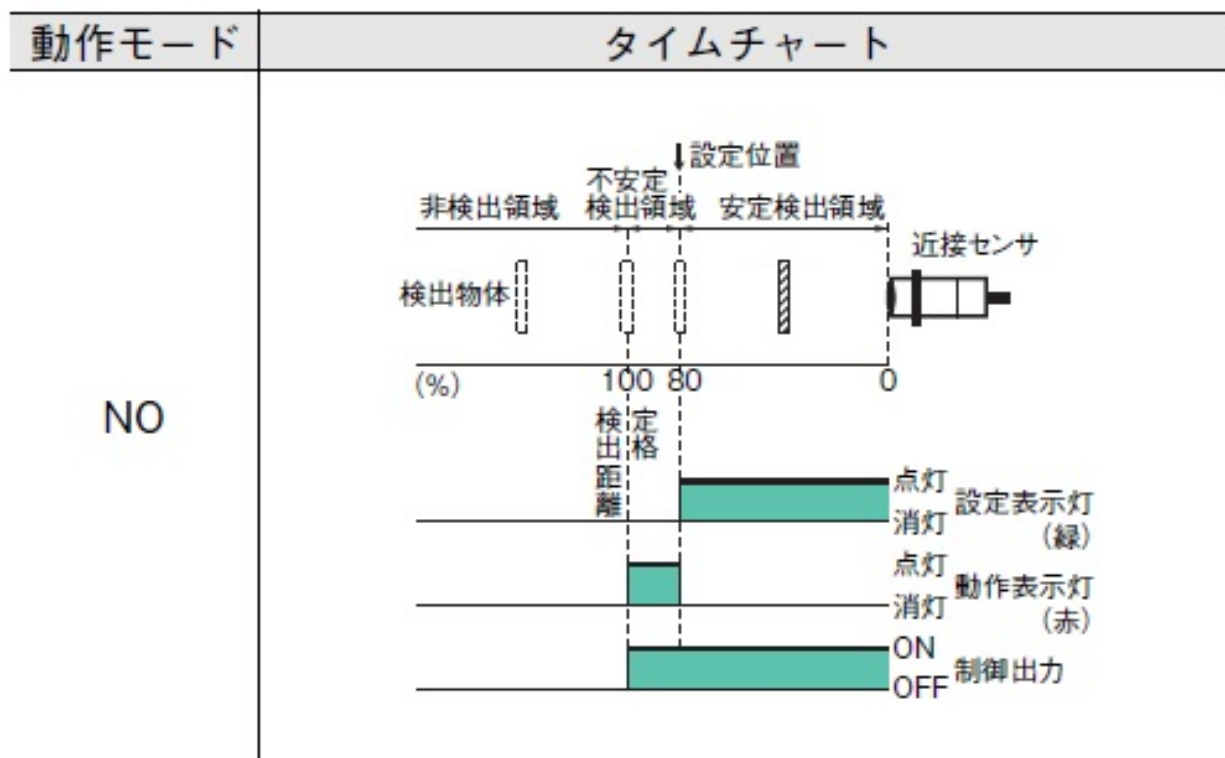 動作モード
タイムチャート
NO
設定位置
不安定
非検出領域
検出領域
安定検出領域
近接センサ
検出物体
(%)
100
80
0
検出距離
定格
点灯
消灯
設定表示灯
(緑)
点灯
消灯
動作表示灯
(赤)
ON
OFF
制御出力